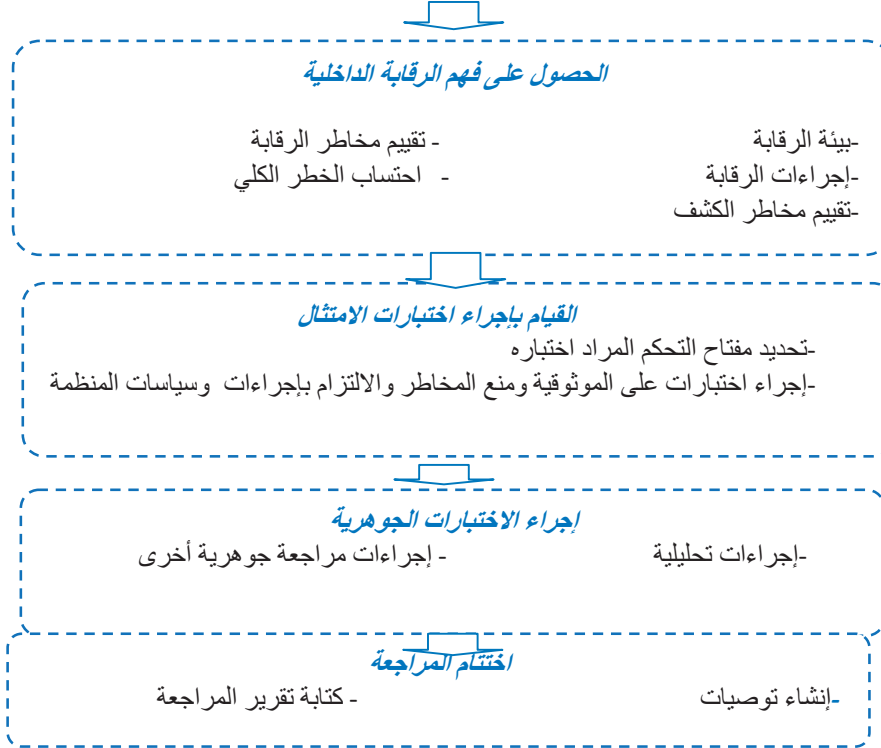 الحصول على فهم الرقابة الداخلية
-بيئة الرقابة - تقييم مخاطر الرقابة
-إجراءات الرقابة - احتساب الخطر الكلي
-تقييم مخاطر الكشف
القيام بإجراء اختبارات الامتثال
-تحديد مفتاح التحكم المراد اختباره
-إجراء اختبارات على الموثوقية ومنع المخاطر والالتزام بإجراءات وسياسات المنظمة
إجراء الاختبارات الجوهرية
-إجراءات تحليلية - إجراءات مراجعة جوهرية أخرى
اختتام المراجعة
-إنشاء توصيات - كتابة تقرير المراجعة